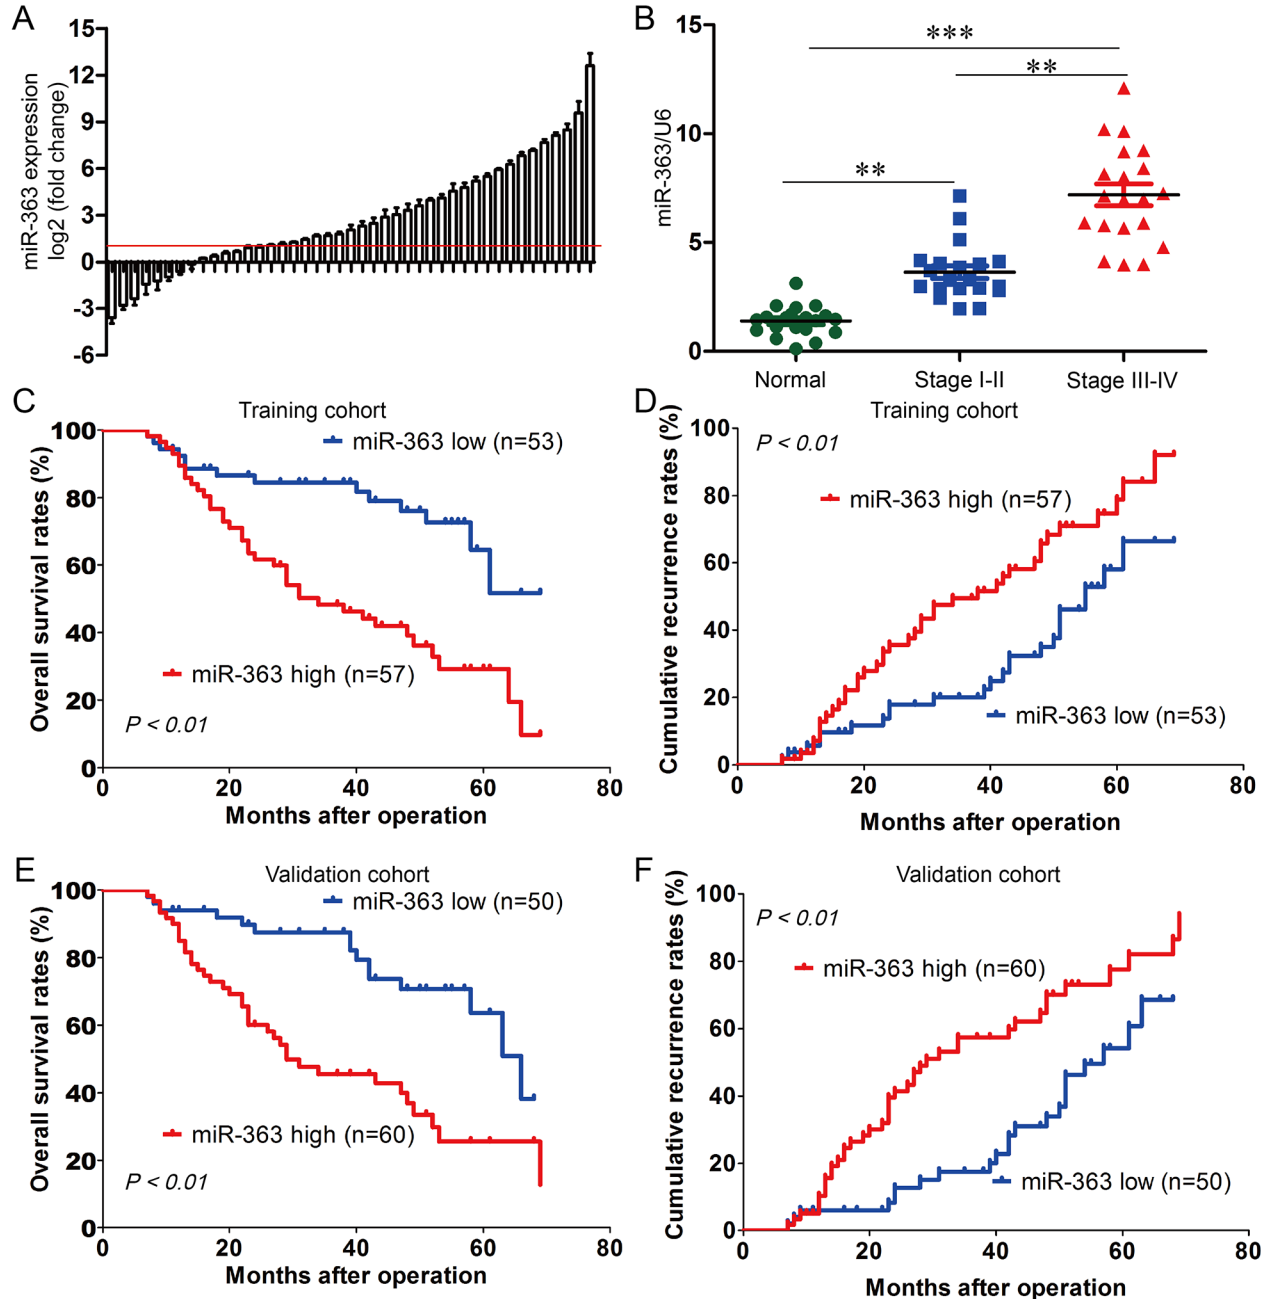 A
miR-363 expression
log2 (fold change)
15
12
9
6
3
0
-3
-6
B
miR-363/U6
15
10
5
0
***
**
**
Normal
Stage I-II
Stage III-IV
C
Training cohort
Overall survival rates (%)
100
80
60
40
20
0
miR-363 low (n=53)
miR-363 high (n=57)
P < 0.01
0
20
40
60
80
Months after operation
D
Training cohort
Cumulative recurrence rates (%)
100
80
60
40
20
0
P < 0.01
miR-363 high (n=57)
miR-363 low (n=53)
0
20
40
60
80
Months after operation
E
Validation cohort
Overall survival rates (%)
100
80
60
40
20
0
miR-363 low (n=50)
miR-363 high (n=60)
P < 0.01
0
20
40
60
80
Months after operation
F
Validation cohort
Cumulative recurrence rates (%)
100
80
60
40
20
0
P < 0.01
miR-363 high (n=60)
miR-363 low (n=50)
0
20
40
60
80
Months after operation